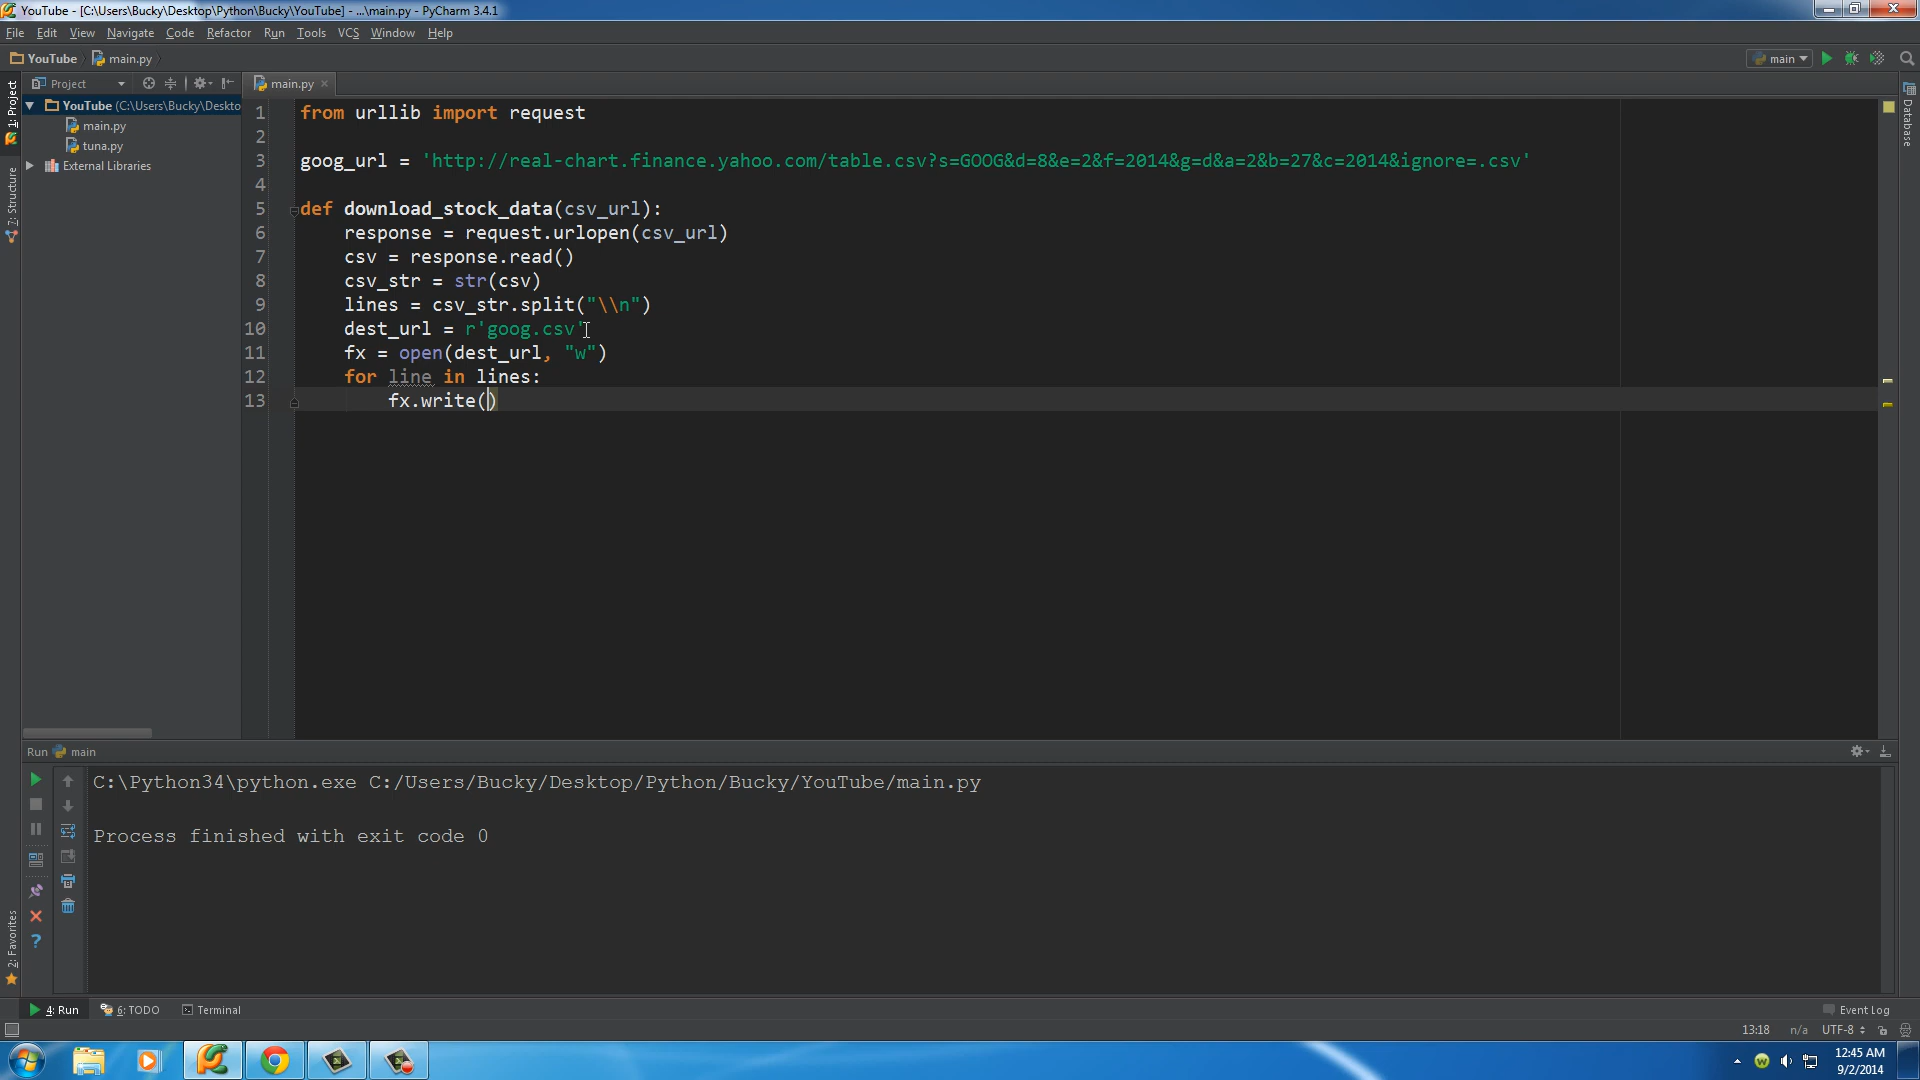 YouTube - [C:\Users\Bucky\Desktop\Python\Bucky\YouTube] - ...\main.py - PyCharm 3.4.1
File Edit View Navigate Code Refactor Run Tools VCS Window Help
YouTube main.py main
Project main.py
1: Project
7: Structure
2: Favorites
Database
YouTube (C:\Users\Bucky\Deskto
main.py
tuna.py
External Libraries
1 from urllib import request
2
3 goog_url = 'http://real-chart.finance.yahoo.com/table.csv?s=GOOG&d=8&e=2&f=2014&g=d&a=2&b=27&c=2014&ignore=.csv'
4
5 def download_stock_data(csv_url):
6 response = request.urlopen(csv_url)
7 csv = response.read()
8 csv_str = str(csv)
9 lines = csv_str.split("\\n")
10 dest_url = r'goog.csv'
11 fx = open(dest_url, "w")
12 for line in lines:
13 fx.write()
Run main
C:\Python34\python.exe C:/Users/Bucky/Desktop/Python/Bucky/YouTube/main.py
Process finished with exit code 0
4: Run 6: TODO Terminal Event Log
13:18 n/a UTF-8
12:45 AM
9/2/2014